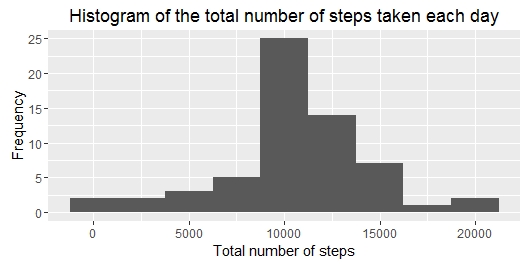 Histogram of the total number of steps taken each day
25
20
15
10
5
0
Frequency
0 5000 10000 15000 20000
Total number of steps